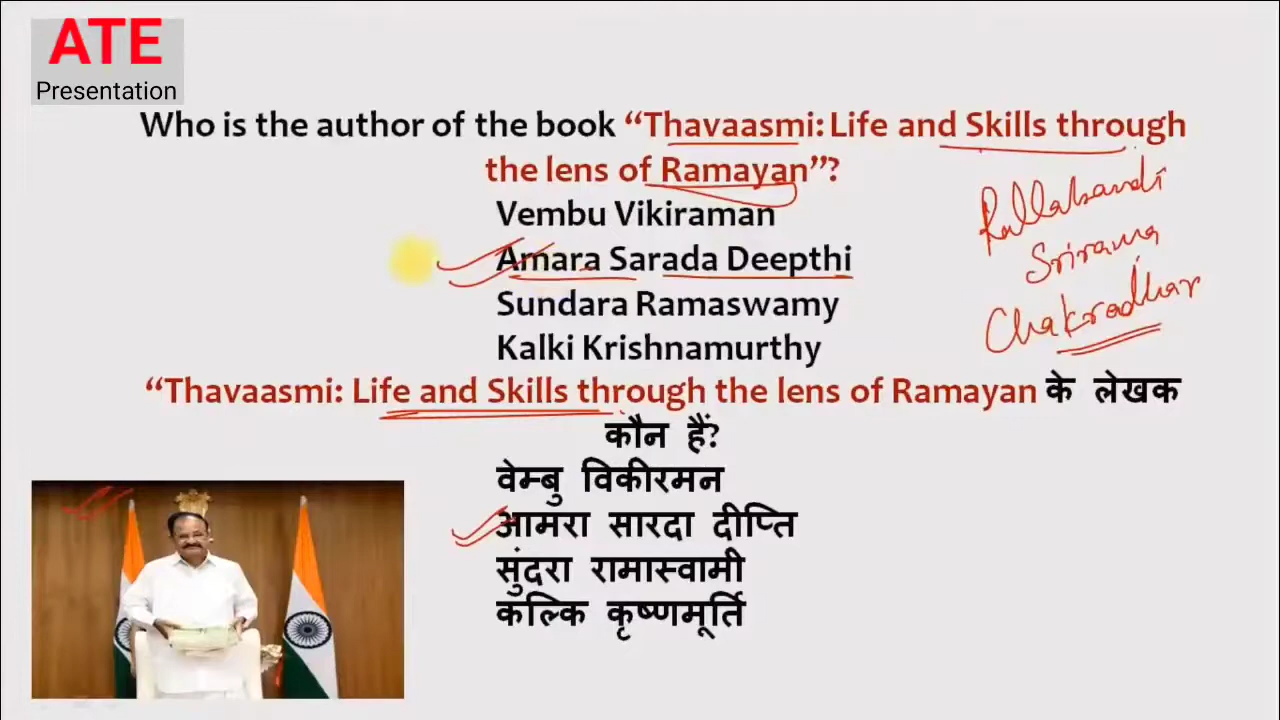 ATE
Presentation
Who is the author of the book “Thavaasmi: Life and Skills through
the lens of Ramayan”?
Vembu Vikiraman
Amara Sarada Deepthi
Sundara Ramaswamy
Kalki Krishnamurthy
Rallabandi
Srirama
Chakradhar
“Thavaasmi: Life and Skills through the lens of Ramayan के लेखक
कौन हैं?
वेम्बु विकीरमन
आमरा सारदा दीप्ति
सुंदरा रामास्वामी
कल्कि कृष्णमूर्ति